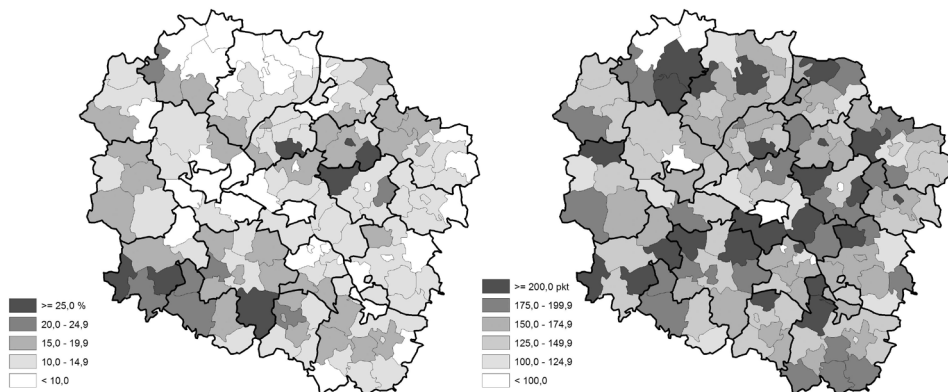 >= 25,0 %
20,0 - 24,9
15,0 - 19,9
10,0 - 14,9
< 10,0
>= 200,0 pkt
175,0 - 199,9
150,0 - 174,9
125,0 - 149,9
100,0 - 124,9
< 100,0